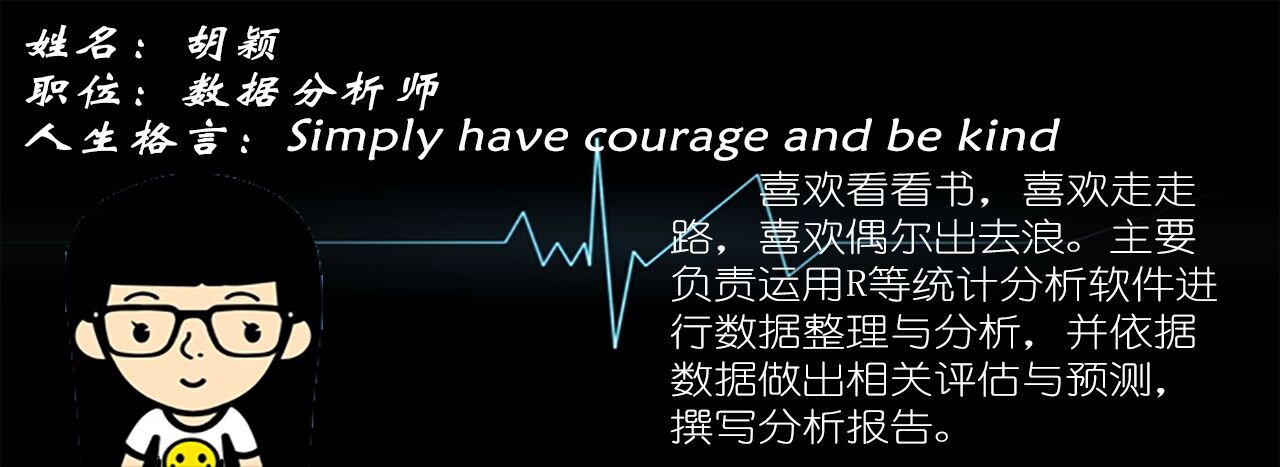 姓名：胡颖
职位：数据分析师
人生格言：Simply have courage and be kind
喜欢看看书，喜欢走走
路，喜欢偶尔出去浪。主要
负责运用R等统计分析软件进
行数据整理与分析，并依据
数据做出相关评估与预测，
撰写分析报告。